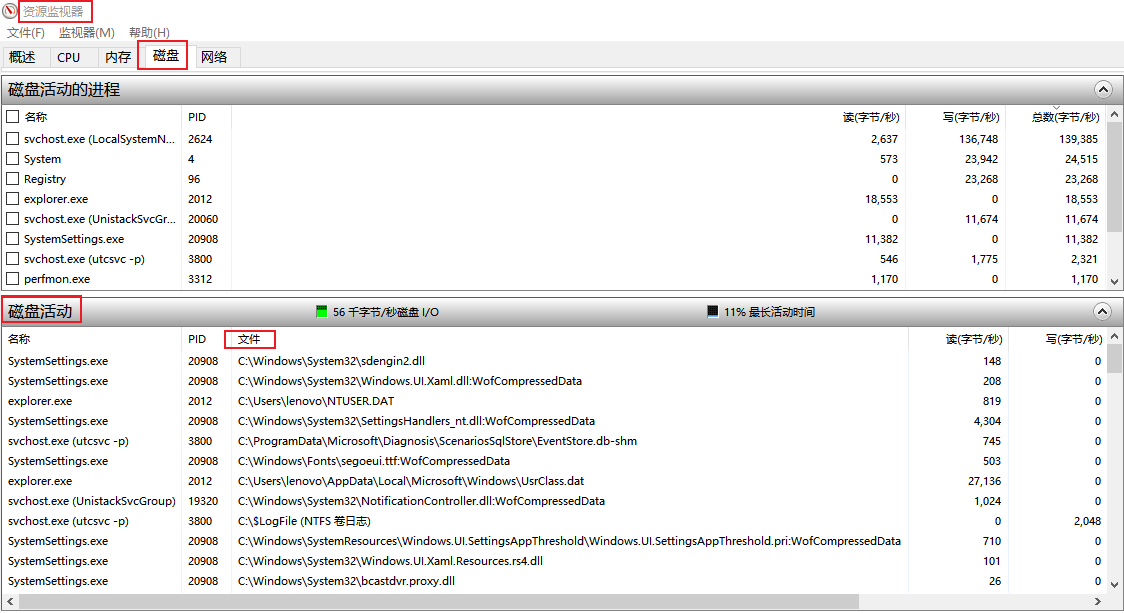 资源监视器
文件(F) 监视器(M) 帮助(H)
概述 CPU 内存 磁盘 网络
磁盘活动的进程
名称 PID 读(字节/秒) 写(字节/秒) 总数(字节/秒)
svchost.exe (LocalSystemN... 2624 2,637 136,748 139,385
System 4 573 23,942 24,515
Registry 96 0 23,268 23,268
explorer.exe 2012 18,553 0 18,553
svchost.exe (UnistackSvcGr... 20060 0 11,674 11,674
SystemSettings.exe 20908 11,382 0 11,382
svchost.exe (utcsvc -p) 3800 546 1,775 2,321
perfmon.exe 3312 1,170 0 1,170
磁盘活动 56 千字节/秒磁盘 I/O 11% 最长活动时间
名称 PID 文件 读(字节/秒) 写(字节/秒)
SystemSettings.exe 20908 C:\Windows\System32\sdengin2.dll 148 0
SystemSettings.exe 20908 C:\Windows\System32\Windows.UI.Xaml.dll:WofCompressedData 208 0
explorer.exe 2012 C:\Users\lenovo\NTUSER.DAT 819 0
SystemSettings.exe 20908 C:\Windows\System32\SettingsHandlers_nt.dll:WofCompressedData 4,304 0
svchost.exe (utcsvc -p) 3800 C:\ProgramData\Microsoft\Diagnosis\ScenariosSqlStore\EventStore.db-shm 745 0
SystemSettings.exe 20908 C:\Windows\Fonts\segoeui.ttf:WofCompressedData 503 0
explorer.exe 2012 C:\Users\lenovo\AppData\Local\Microsoft\Windows\UsrClass.dat 27,136 0
svchost.exe (UnistackSvcGroup) 19320 C:\Windows\System32\NotificationController.dll:WofCompressedData 1,024 0
svchost.exe (utcsvc -p) 3800 C:\$LogFile (NTFS 卷日志) 0 2,048
SystemSettings.exe 20908 C:\Windows\SystemResources\Windows.UI.SettingsAppThreshold\Windows.UI.SettingsAppThreshold.pri:WofCompressedData 710 0
SystemSettings.exe 20908 C:\Windows\System32\Windows.UI.Xaml.Resources.rs4.dll 101 0
SystemSettings.exe 20908 C:\Windows\System32\bcastdvr.proxy.dll 26 0